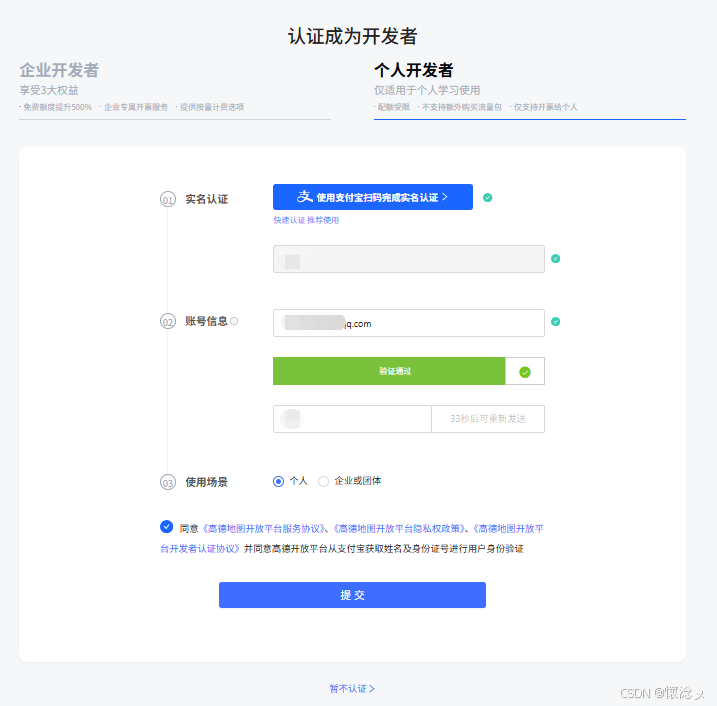 认证成为开发者
企业开发者
享受3大权益
· 免费额度提升500% · 企业专属开票服务 · 提供按量计费选项
个人开发者
仅适用于个人学习使用
· 配额受限 · 不支持额外购买流量包 · 仅支持开票给个人
01 实名认证
支 使用支付宝扫码完成实名认证 >
快速认证 推荐使用
02 账号信息
q.com
验证通过
33秒后可重新发送
03 使用场景
个人 企业或团体
同意《高德地图开放平台服务协议》、《高德地图开放平台隐私权政策》、《高德地图开放平
台开发者认证协议》并同意高德开放平台从支付宝获取姓名及身份证号进行用户身份验证
提 交
暂不认证 >
CSDN @懷淰メ